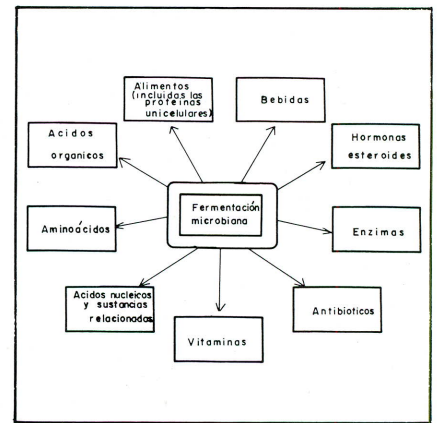 Alimentos
(incluidas las
proteinas
unicelulares)
Bebidas
Acidos
organicos
Hormonas
esteroides
Fermentación
microbiana
Aminoácidos
Enzimas
Acidos nucleicos
y sustancias
relacionadas
Antibioticos
Vitaminas